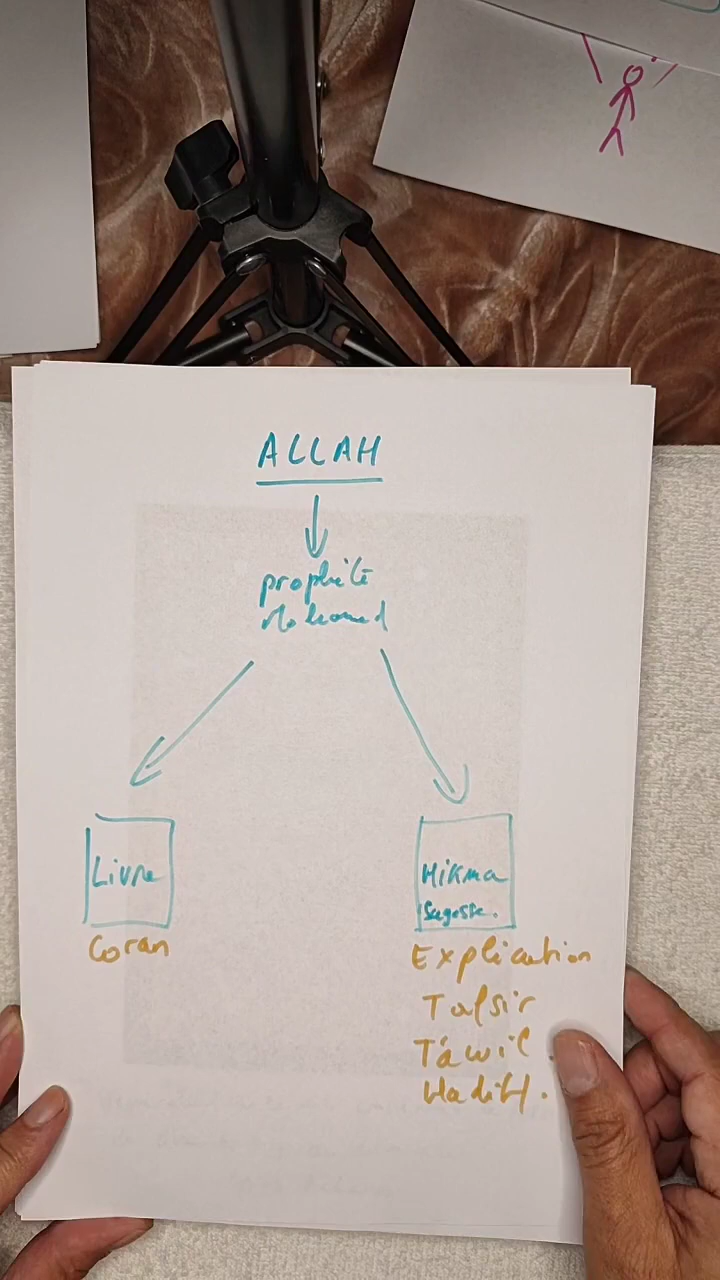 ALLAH
prophète
Mohamed
Livre
Coran
Hikma
Sagesse.
Explication
Tafsir
Táwil.
HaditH.